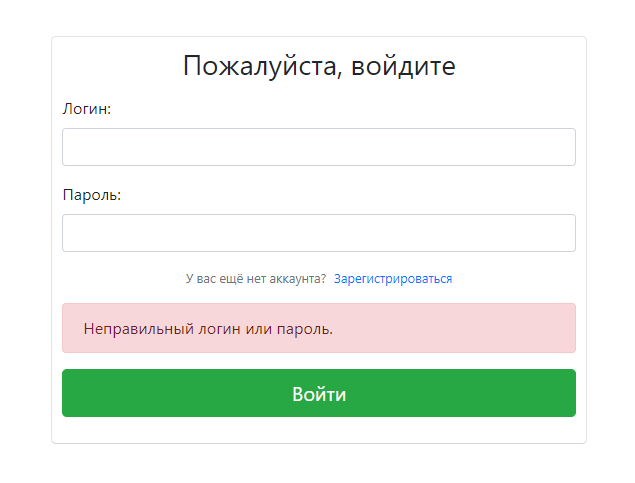 Пожалуйста, войдите
Логин:
Пароль:
У вас ещё нет аккаунта? Зарегистрироваться
Неправильный логин или пароль.
Войти